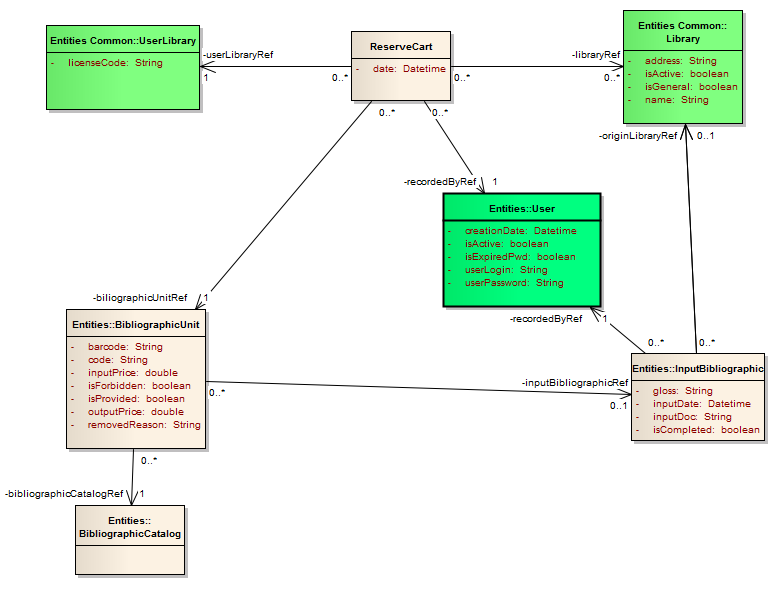 Entities Common::UserLibrary
- licenseCode: String
-userLibraryRef
1
ReserveCart
- date: Datetime
0..*
0..*
-libraryRef
0..*
Entities Common::
Library
- address: String
- isActive: boolean
- isGeneral: boolean
- name: String
0..*
0..*
-originLibraryRef
0..1
-recordedByRef
1
Entities::User
- creationDate: Datetime
- isActive: boolean
- isExpiredPwd: boolean
- userLogin: String
- userPassword: String
-biliographicUnitRef
1
-recordedByRef
1
Entities::BibliographicUnit
- barcode: String
- code: String
- inputPrice: double
- isForbidden: boolean
- isProvided: boolean
- outputPrice: double
- removedReason: String
0..*
0..*
0..*
-inputBibliographicRef
0..1
Entities::InputBibliographic
- gloss: String
- inputDate: Datetime
- inputDoc: String
- isCompleted: boolean
0..*
-bibliographicCatalogRef
1
Entities::
BibliographicCatalog